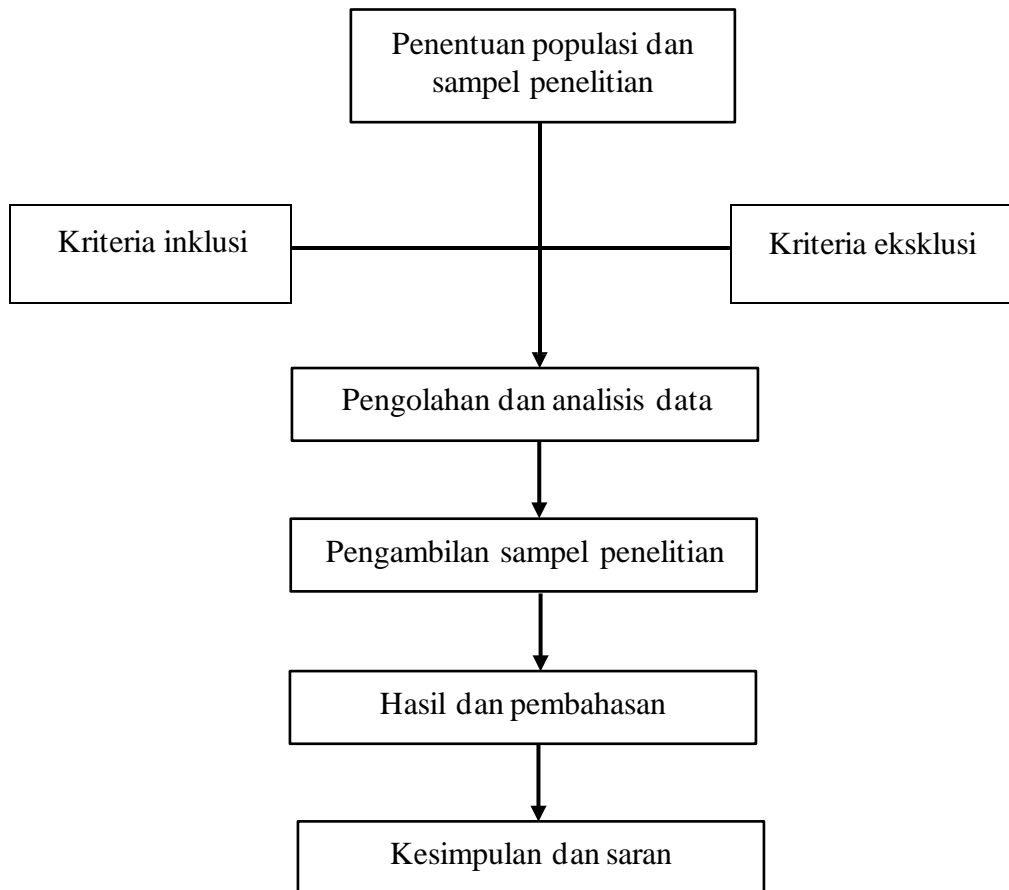 Penentuan populasi dan
sampel penelitian
Kriteria inklusi
Kriteria eksklusi
Pengolahan dan analisis data
Pengambilan sampel penelitian
Hasil dan pembahasan
Kesimpulan dan saran